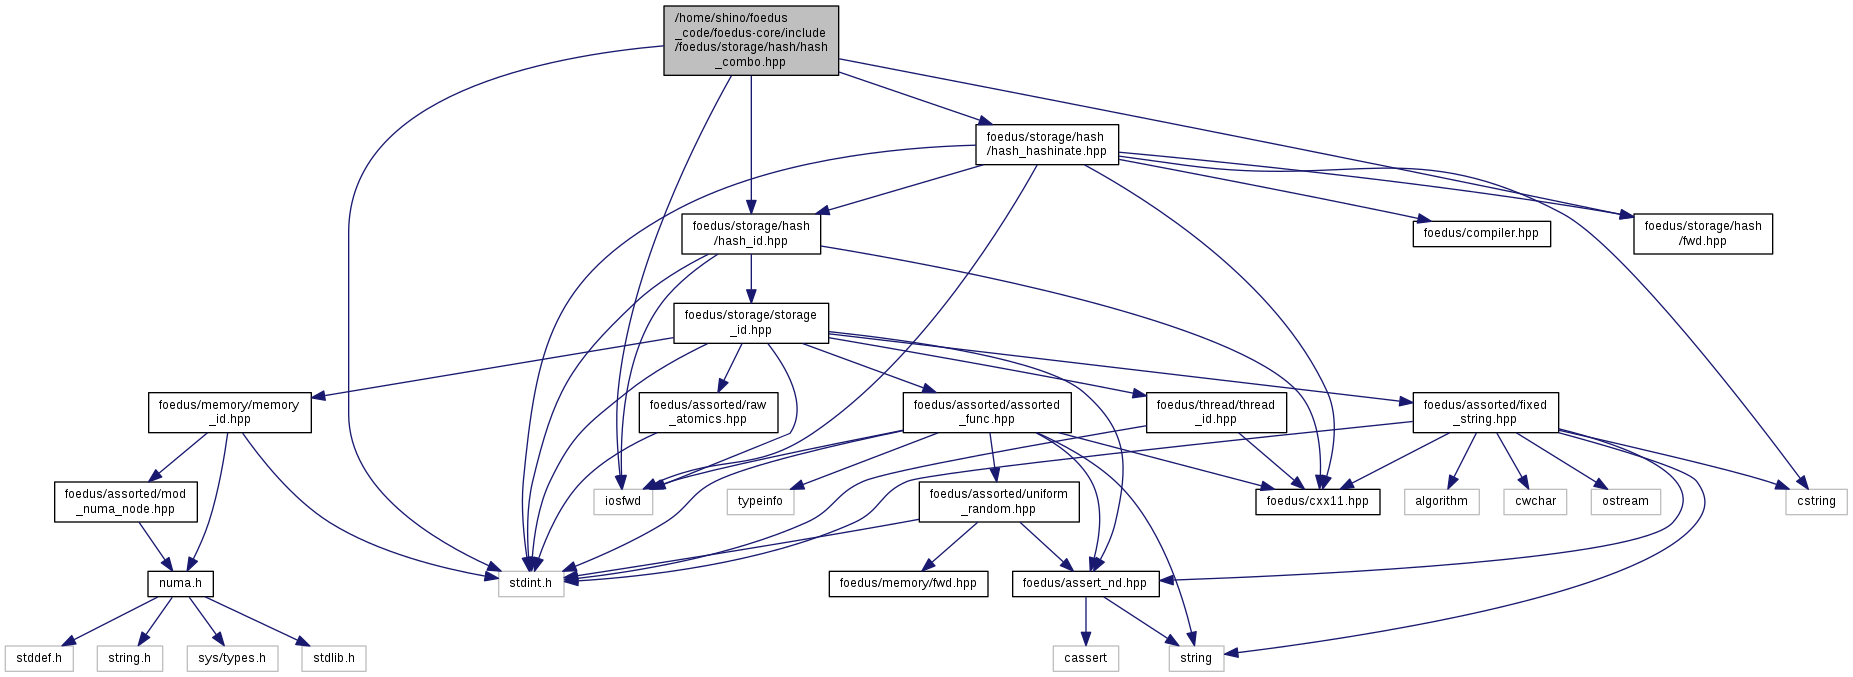 /home/shino/foedus
_code/foedus-core/include
/foedus/storage/hash/hash
_combo.hpp
foedus/storage/hash
/hash_hashinate.hpp
foedus/storage/hash
/hash_id.hpp
foedus/compiler.hpp
foedus/storage/hash
/fwd.hpp
foedus/storage/storage
_id.hpp
foedus/memory/memory
_id.hpp
foedus/assorted/raw
_atomics.hpp
foedus/assorted/assorted
_func.hpp
foedus/thread/thread
_id.hpp
foedus/assorted/fixed
_string.hpp
foedus/assorted/mod
_numa_node.hpp
iosfwd
typeinfo
foedus/assorted/uniform
_random.hpp
foedus/cxx11.hpp
algorithm
cwchar
ostream
cstring
numa.h
stdint.h
foedus/memory/fwd.hpp
foedus/assert_nd.hpp
stddef.h
string.h
sys/types.h
stdlib.h
cassert
string